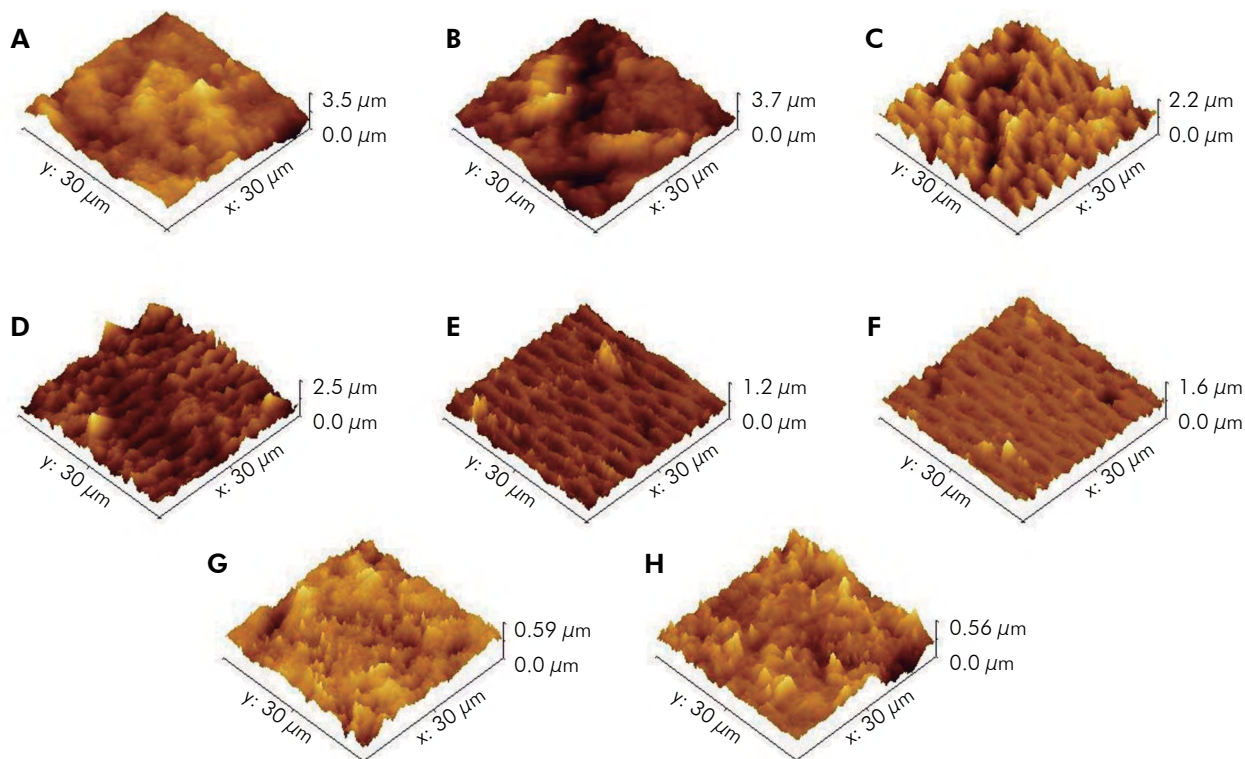 A
3.5 µm
0.0 µm
y: 30 µm
x: 30 µm
B
3.7 µm
0.0 µm
y: 30 µm
x: 30 µm
C
2.2 µm
0.0 µm
y: 30 µm
x: 30 µm
D
2.5 µm
0.0 µm
y: 30 µm
x: 30 µm
E
1.2 µm
0.0 µm
y: 30 µm
x: 30 µm
F
1.6 µm
0.0 µm
y: 30 µm
x: 30 µm
G
0.59 µm
0.0 µm
y: 30 µm
x: 30 µm
H
0.56 µm
0.0 µm
y: 30 µm
x: 30 µm